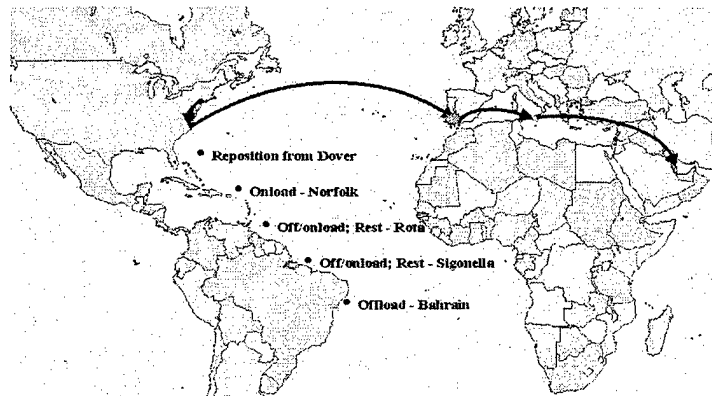 Reposition from Dover
Onload - Norfolk
Off/onload; Rest - Rota
Off/onload; Rest - Sigonella
Offload - Bahrain